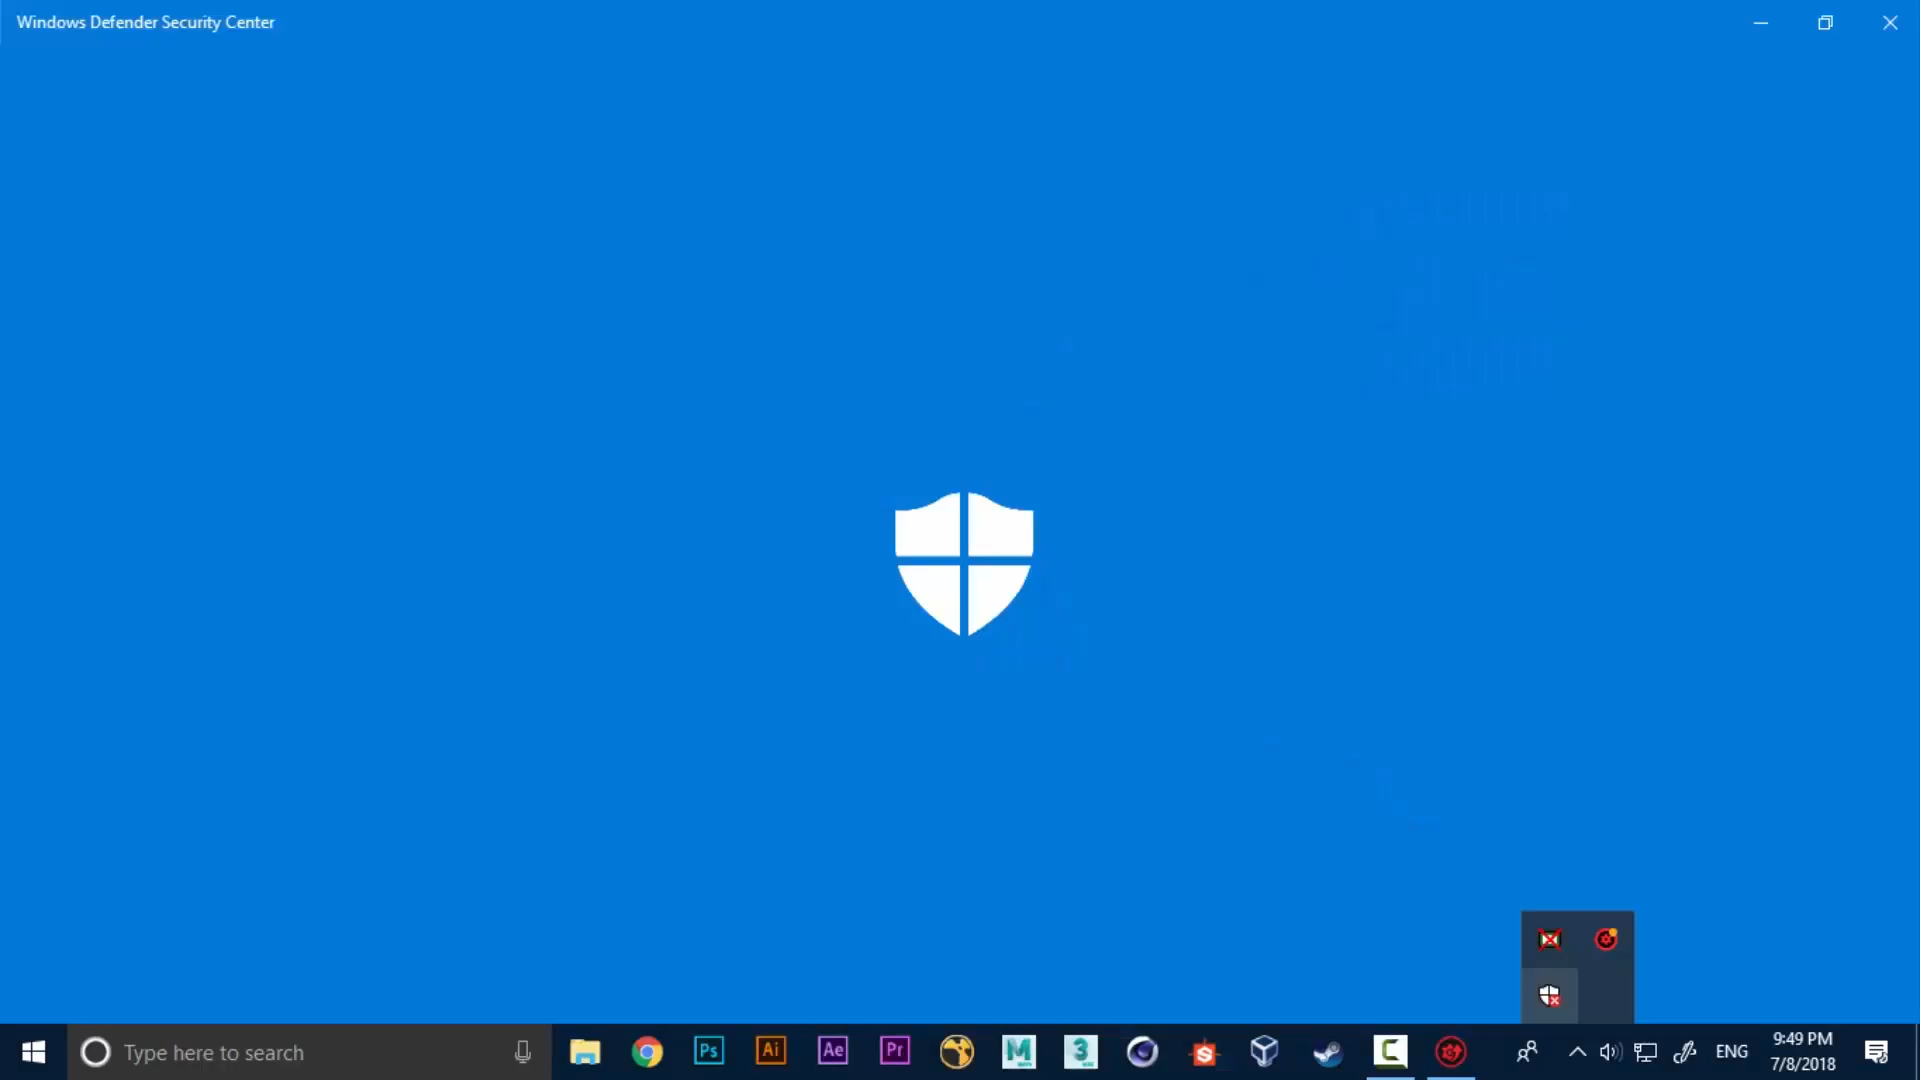 Windows Defender Security Center
Type here to search
Ps
Ai
Ae
Pr
M
3
S
C
ENG
9:49 PM
7/8/2018